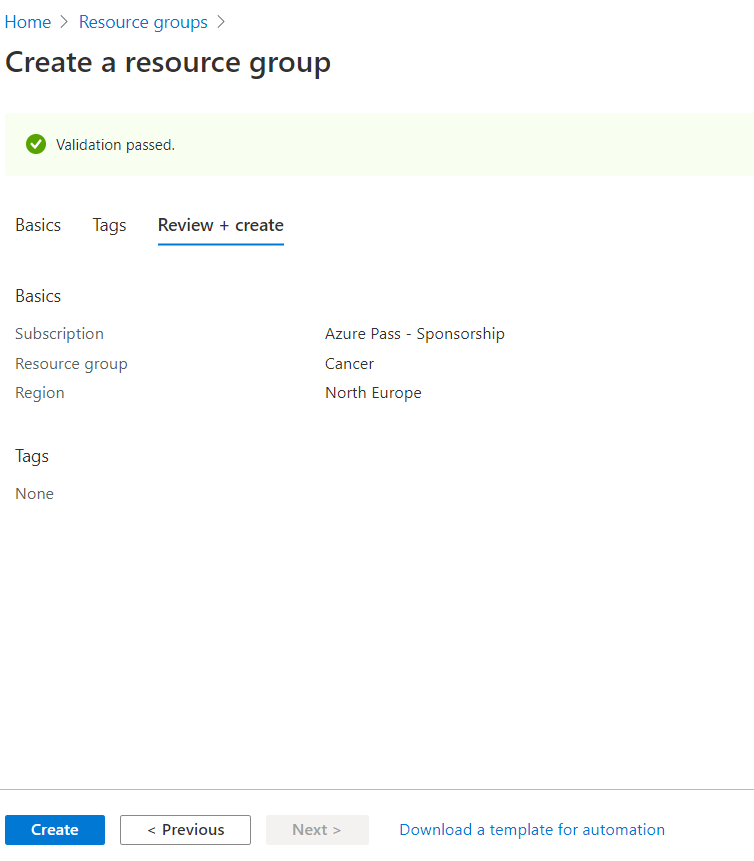 Home > Resource groups >
Create a resource group
Validation passed.
Basics Tags Review + create
Basics
Subscription Azure Pass - Sponsorship
Resource group Cancer
Region North Europe
Tags
None
Create < Previous Next > Download a template for automation